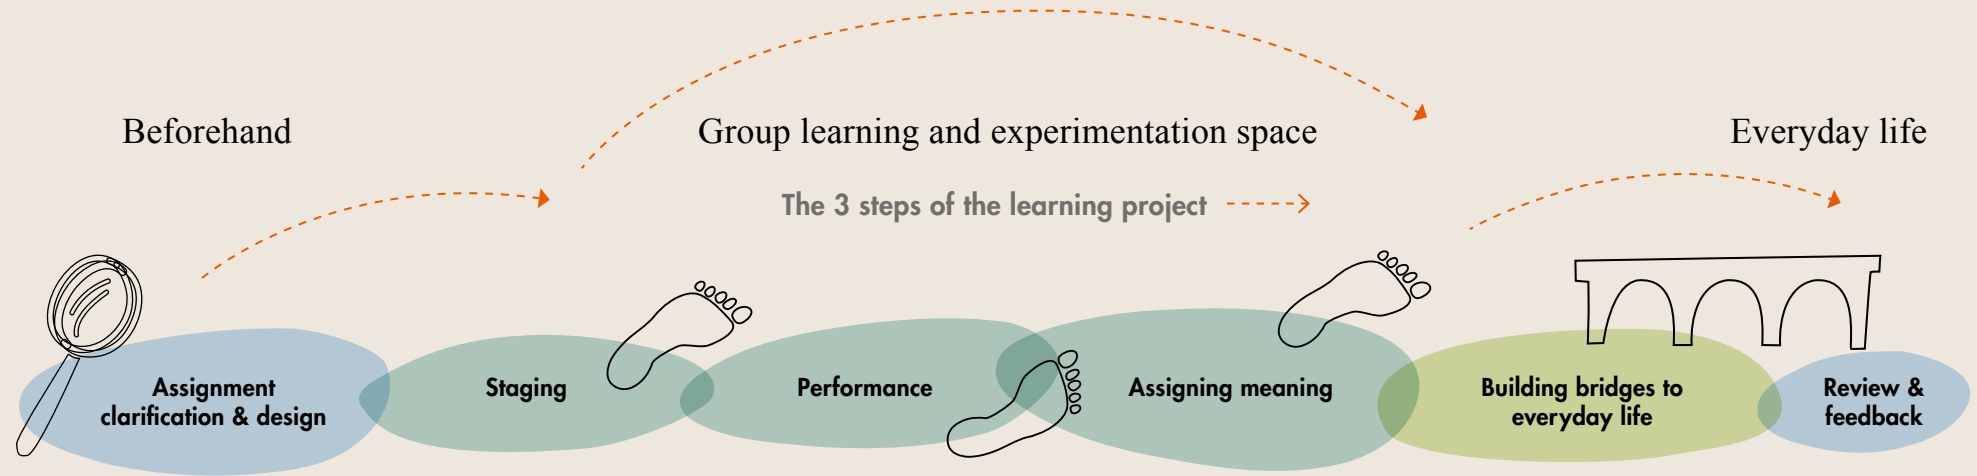 Beforehand
Group learning and experimentation space
Everyday life
The 3 steps of the learning project
Assignment
clarification & design
Staging
Performance
Assigning meaning
Building bridges to
everyday life
Review &
feedback